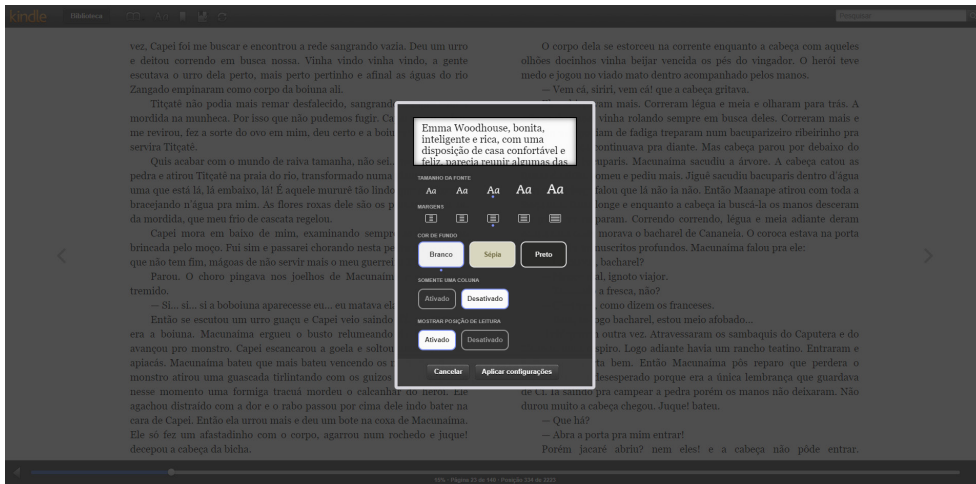 kindle
Biblioteca
Aa
Pesquisar
vez, Capei foi me buscar e encontrou a rede sangrando vazia. Deu um urro
e deitou correndo em busca nossa. Vinha vindo vinha vindo, a gente
escutava o urro dela perto, mais perto pertinho e afinal as águas do rio
Zangado empinaram como corpo da boiuna ali.
Titçatê não podia mais remar desfalecido, sangrand
mordida na munheca. Por isso que não pudemos fugir. Ca
me revirou, fez a sorte do ovo em mim, deu certo e a boiu
servira Titçatê.
Quis acabar com o mundo de raiva tamanha, não sei..
pedra e atirou Titçatê na praia do rio, transformado numa
uma que está lá, lá embaixo, lá! É aquele mururê tão lindo
bracejando n'água pra mim. As flores roxas dele são os p
da mordida, que meu frio de cascata regelou.
Capei mora em baixo de mim, examinando sempr
brincada pelo moço. Fui sim e passarei chorando nesta pe
que não tem fim, mágoas de não servir mais o meu guerrei
Parou. O choro pingava nos joelhos de Macunaím
tremido.
— Si... si... si a boboiuna aparecesse eu... eu matava ela
Então se escutou um urro guaçu e Capei veio saindo
era a boiuna. Macunaíma ergueu o busto relumeando
avançou pro monstro. Capei escancarou a goela e soltou
apiacás. Macunaíma bateu que mais bateu vencendo os
monstro atirou uma guascada tirlintando com os guizos
nesse momento uma formiga tracuá mordeu o calcanhar do herói. Ele
agachou distraído com a dor e o rabo passou por cima dele indo bater na
cara de Capei. Então ela urrou mais e deu um bote na coxa de Macunaíma.
Ele só fez um afastadinho com o corpo, agarrou num rochedo e juque!
decepou a cabeça da bicha.
O corpo dela se estorceu na corrente enquanto a cabeça com aqueles
olhões docinhos vinha beijar vencida os pés do vingador. O herói teve
medo e jogou no viado mato dentro acompanhado pelos manos.
— Vem cá, siriri, vem cá! que a cabeça gritava.
am mais. Correram légua e meia e olharam para trás. A
vinha rolando sempre em busca deles. Correram mais e
iam de fadiga treparam num bacuparizeiro ribeirinho pra
continuava pra diante. Mas cabeça parou por debaixo do
cuparis. Macunaíma sacudiu a árvore. A cabeça catou as
omeu e pediu mais. Jiguê sacudiu bacuparis dentro d'água
falou que lá não ia não. Então Maanape atirou com toda a
longe e enquanto a cabeça ia buscá-la os manos desceram
param. Correndo correndo, légua e meia adiante deram
morava o bacharel de Cananeia. O coroca estava na porta
nuscritos profundos. Macunaíma falou pra ele:
, bacharel?
al, ignoto viajor.
a fresca, não?
, como dizem os franceses.
ogo bacharel, estou meio afobado...
outra vez. Atravessaram os sambaquis do Caputera e do
spiro. Logo adiante havia um rancho teatino. Entraram e
ta bem. Então Macunaíma pôs reparo que perdera o
desesperado porque era a única lembrança que guardava
de Ci. Ia saindo pra campear a pedra porém os manos não deixaram. Não
durou muito a cabeça chegou. Juque! bateu.
— Que há?
— Abra a porta pra mim entrar!
Porém jacaré abriu? nem eles! e a cabeça não pôde entrar.
Emma Woodhouse, bonita,
inteligente e rica, com uma
disposição de casa confortável e
feliz, parecia reunir algumas das
TAMANHO DA FONTE
Aa Aa Aa Aa Aa
MARGENS
COR DE FUNDO
Branco Sépia Preto
SOMENTE UMA COLUNA
Ativado Desativado
MOSTRAR POSIÇÃO DE LEITURA
Ativado Desativado
Cancelar Aplicar configurações
15% · Página 21 de 144 · Posição 334 de 2225